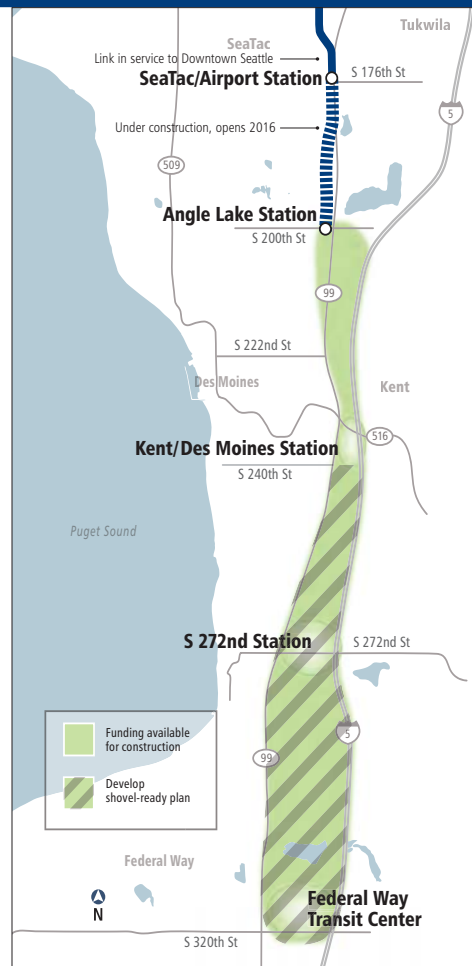 Tukwila
SeaTac
Link in service to Downtown Seattle
SeaTac/Airport Station
S 176th St
5
Under construction, opens 2016
509
Angle Lake Station
S 200th St
99
S 222nd St
Des Moines
Kent
516
Kent/Des Moines Station
S 240th St
Puget Sound
S 272nd Station
S 272nd St
Funding available
for construction
5
99
Develop
shovel-ready plan
Federal Way
N
Federal Way
Transit Center
S 320th St